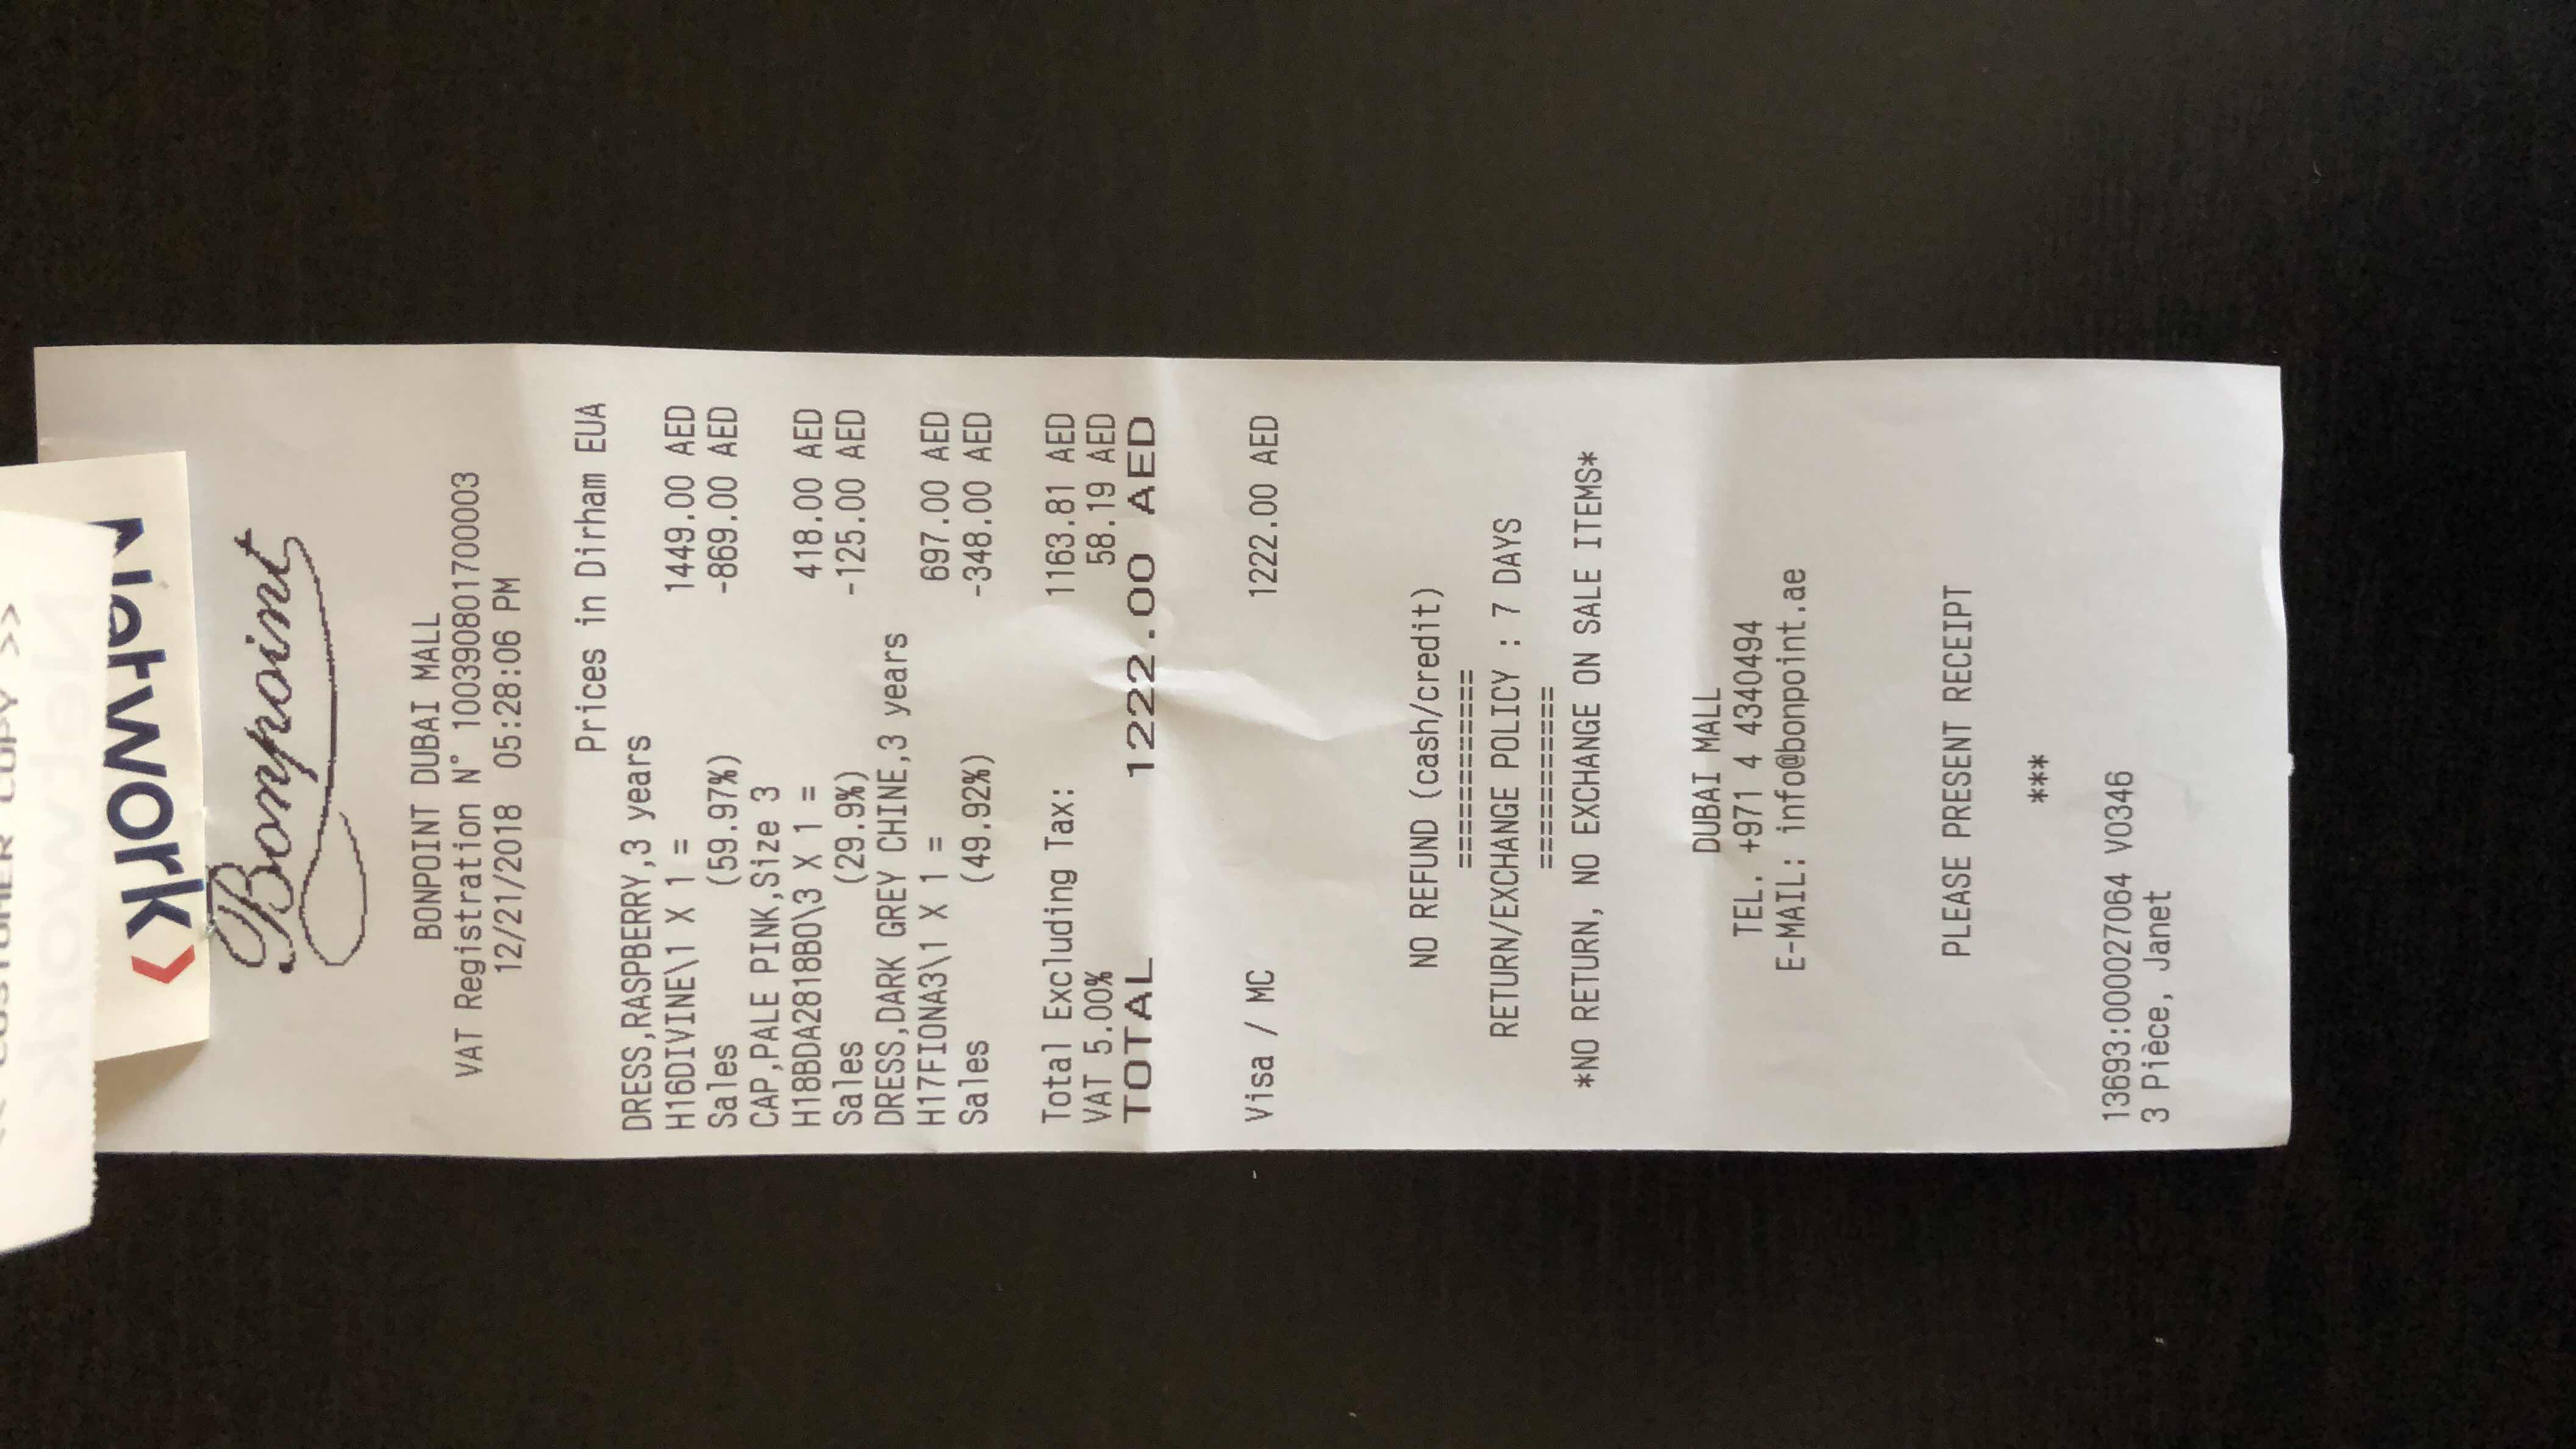 << CUSTOMER COPY >>
Network>
Network>
Bonpoint
BONPOINT DUBAI MALL
VAT Registration N° 100390801700003
12/21/2018 05:28:06 PM
Prices in Dirham EUA
DRESS,RASPBERRY,3 years
H16DIVINE\1 X 1 = 1449.00 AED
Sales (59.97%) -869.00 AED
CAP,PALE PINK,Size 3
H18BDA2818BO\3 X 1 = 418.00 AED
Sales (29.9%) -125.00 AED
DRESS,DARK GREY CHINE,3 years
H17FIONA3\1 X 1 = 697.00 AED
Sales (49.92%) -348.00 AED
Total Excluding Tax: 1163.81 AED
VAT 5.00% 58.19 AED
TOTAL 1222.00 AED
Visa / MC 1222.00 AED
NO REFUND (cash/credit)
============
RETURN/EXCHANGE POLICY : 7 DAYS
===========
*NO RETURN, NO EXCHANGE ON SALE ITEMS*
DUBAI MALL
TEL. +971 4 4340494
E-MAIL: info@bonpoint.ae
PLEASE PRESENT RECEIPT
***
13693:000027064 V0346
3 Pièce, Janet